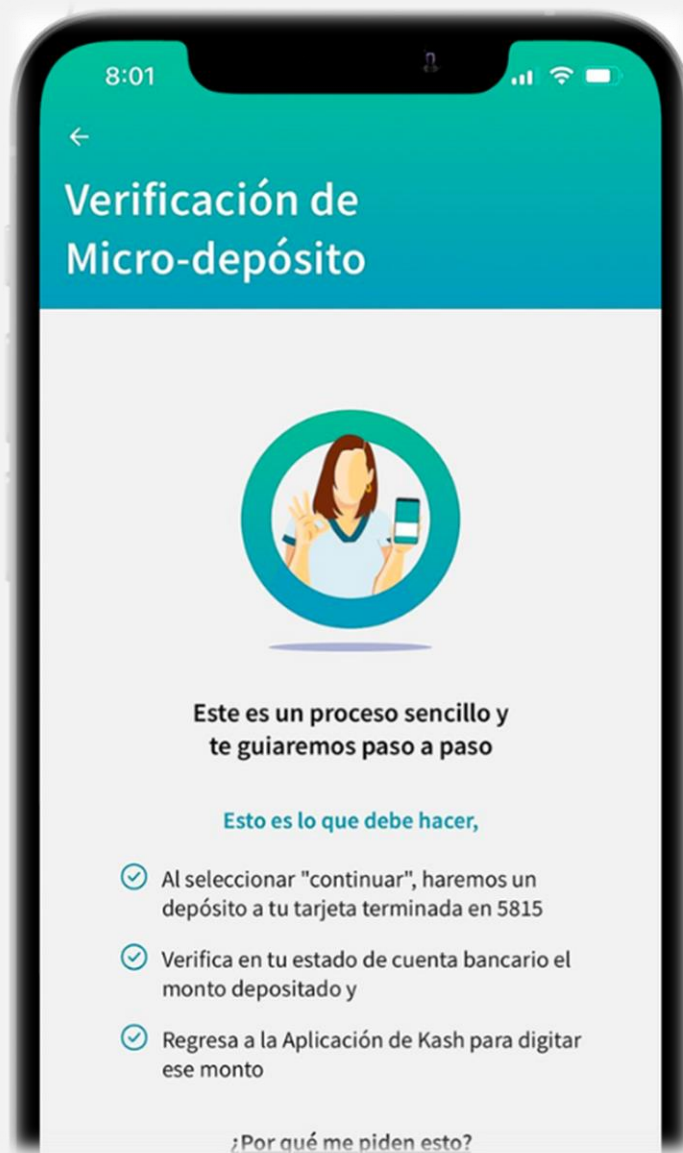 8:01
Verificación de
Micro-depósito
Este es un proceso sencillo y
te guiaremos paso a paso
Esto es lo que debe hacer,
Al seleccionar "continuar", haremos un
depósito a tu tarjeta terminada en 5815
Verifica en tu estado de cuenta bancario el
monto depositado y
Regresa a la Aplicación de Kash para digitar
ese monto
¿Por qué me piden esto?